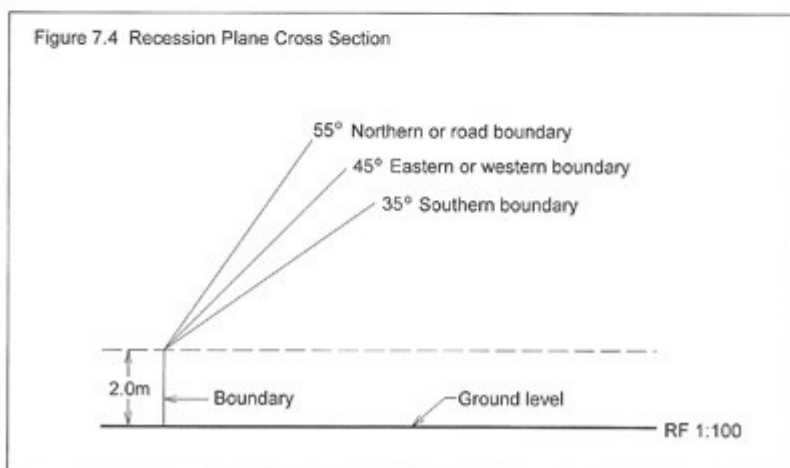 Figure 7.4 Recession Plane Cross Section
55° Northern or road boundary
45° Eastern or western boundary
35° Southern boundary
2.0m
Boundary
Ground level
RF 1:100